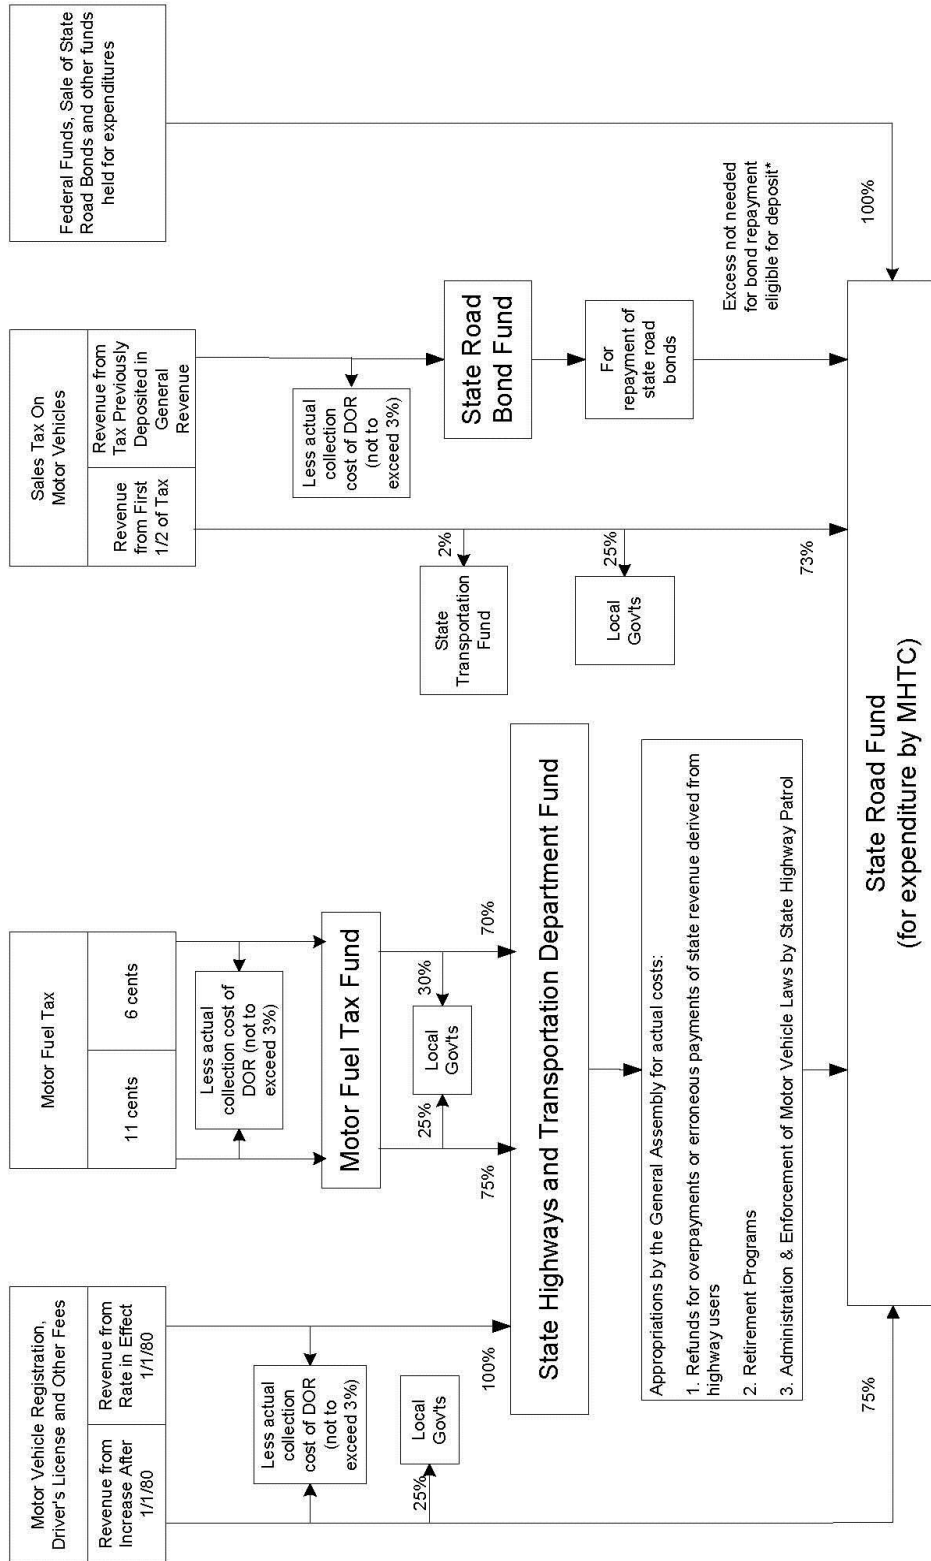 Motor Vehicle Registration,
Driver's License and Other Fees
Revenue from
Increase After
1/1/80
Revenue from
Rate in Effect
1/1/80
Less actual
collection
cost of DOR
(not to
exceed 3%)
25%
Local
Gov'ts
100%
75%
Motor Fuel Tax
11 cents
6 cents
Less actual
collection cost of
DOR (not to
exceed 3%)
Motor Fuel Tax Fund
25%
Local
Gov'ts
30%
75%
70%
State Highways and Transportation Department Fund
Appropriations by the General Assembly for actual costs:
1. Refunds for overpayments or erroneous payments of state revenue derived from
highway users
2. Retirement Programs
3. Administration & Enforcement of Motor Vehicle Laws by State Highway Patrol
Sales Tax On
Motor Vehicles
Revenue
from First
1/2 of Tax
Revenue from
Tax Previously
Deposited in
General
Revenue
Less actual
collection
cost of DOR
(not to
exceed 3%)
2%
State
Transportation
Fund
25%
Local
Gov'ts
73%
State Road
Bond Fund
For
repayment of
state road
bonds
Excess not needed
for bond repayment
eligible for deposit*
Federal Funds, Sale of State
Road Bonds and other funds
held for expenditures
100%
State Road Fund
(for expenditure by MHTC)